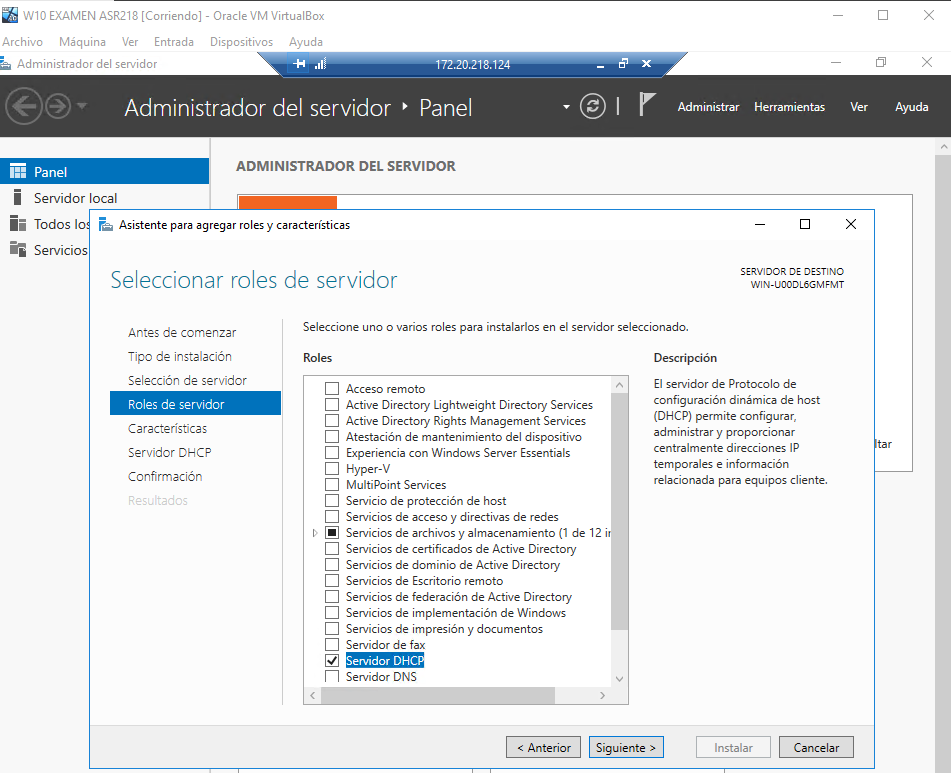 W10 EXAMEN ASR218 [Corriendo] - Oracle VM VirtualBox
Archivo Máquina Ver Entrada Dispositivos Ayuda
Administrador del servidor
172.20.218.124
Administrador del servidor ‣ Panel
Administrar Herramientas Ver Ayuda
Panel
Servidor local
Todos los
Servicios
ADMINISTRADOR DEL SERVIDOR
Asistente para agregar roles y características
Seleccionar roles de servidor
SERVIDOR DE DESTINO
WIN-U00DL6GMFMT
Antes de comenzar
Tipo de instalación
Selección de servidor
Roles de servidor
Características
Servidor DHCP
Confirmación
Resultados
Seleccione uno o varios roles para instalarlos en el servidor seleccionado.
Roles
Acceso remoto
Active Directory Lightweight Directory Services
Active Directory Rights Management Services
Atestación de mantenimiento del dispositivo
Experiencia con Windows Server Essentials
Hyper-V
MultiPoint Services
Servicio de protección de host
Servicios de acceso y directivas de redes
Servicios de archivos y almacenamiento (1 de 12 in
Servicios de certificados de Active Directory
Servicios de dominio de Active Directory
Servicios de Escritorio remoto
Servicios de federación de Active Directory
Servicios de implementación de Windows
Servicios de impresión y documentos
Servidor de fax
Servidor DHCP
Servidor DNS
Descripción
El servidor de Protocolo de
configuración dinámica de host
(DHCP) permite configurar,
administrar y proporcionar
centralmente direcciones IP
temporales e información
relacionada para equipos cliente.
ltar
< Anterior
Siguiente >
Instalar
Cancelar